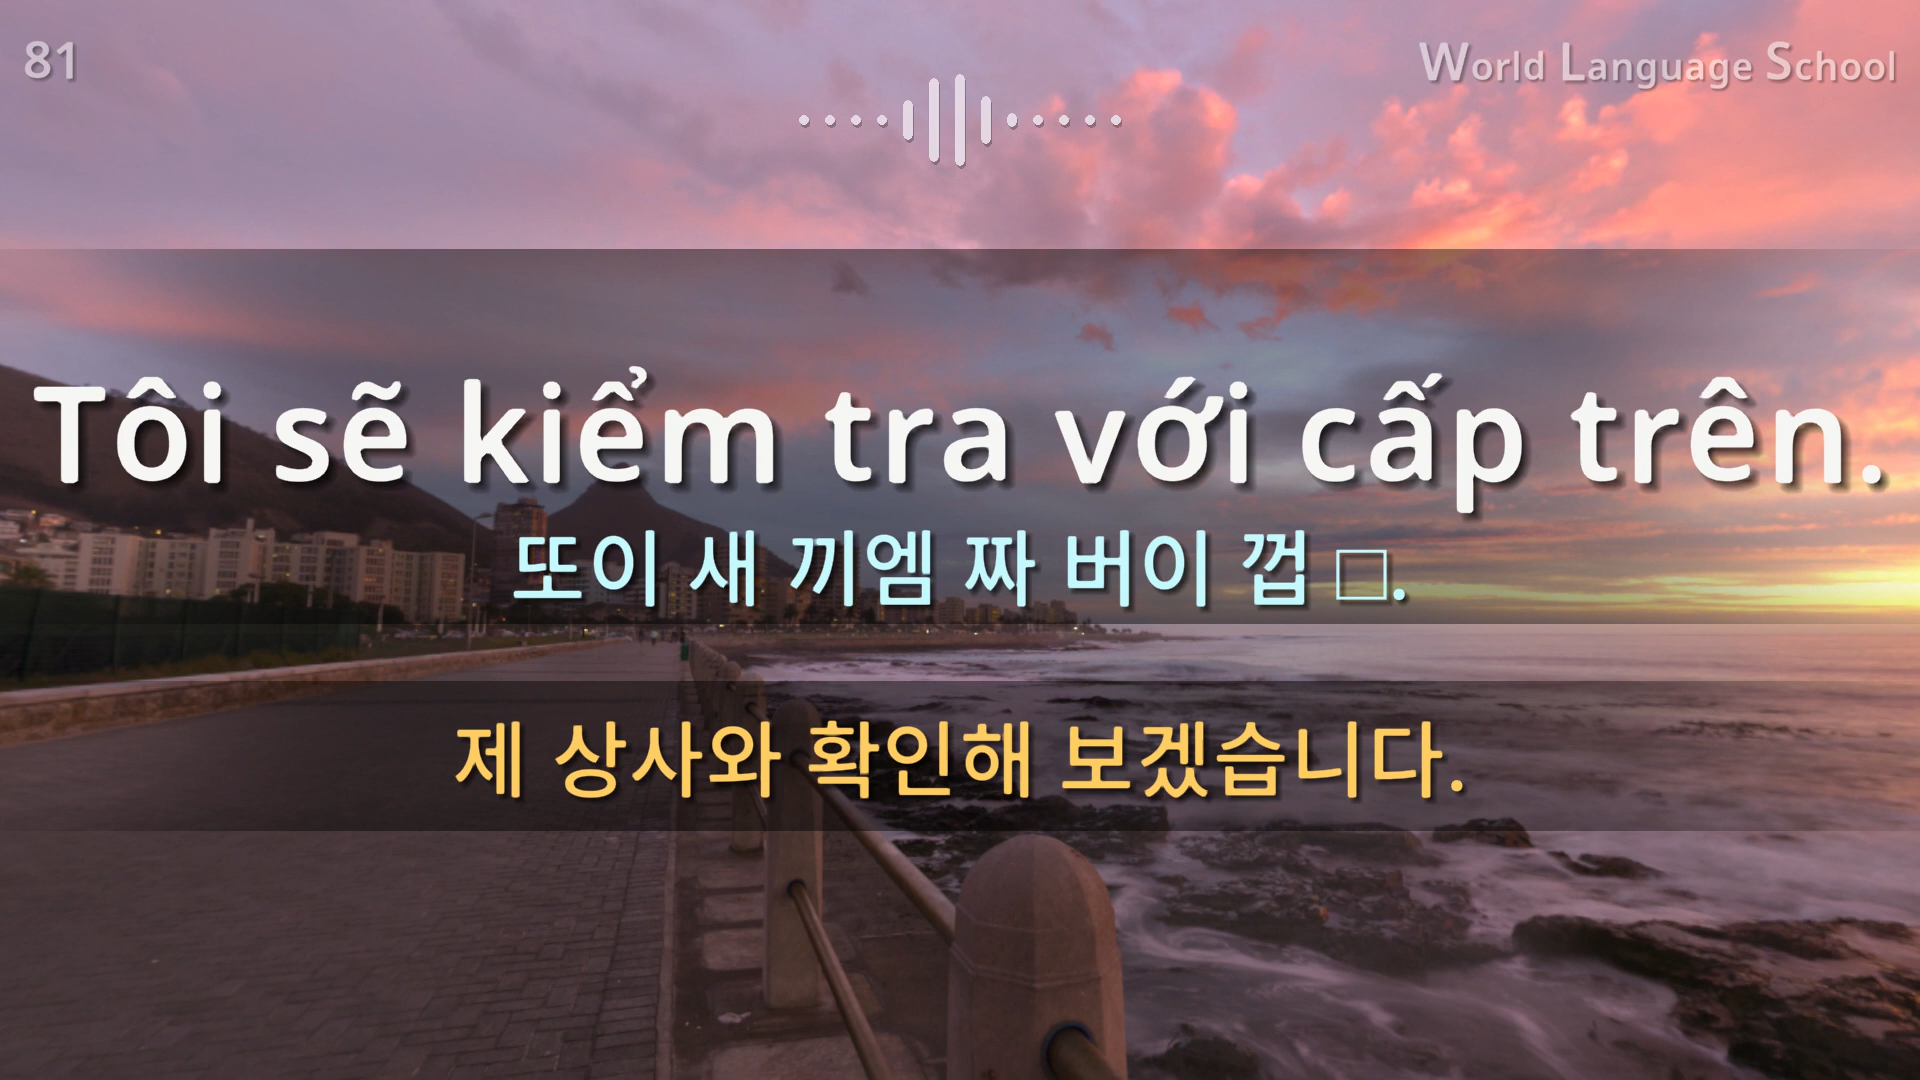 81
World Language School
Tôi sẽ kiểm tra với cấp trên.
또이 새 끼엠 짜 버이 껍 □.
제 상사와 확인해 보겠습니다.